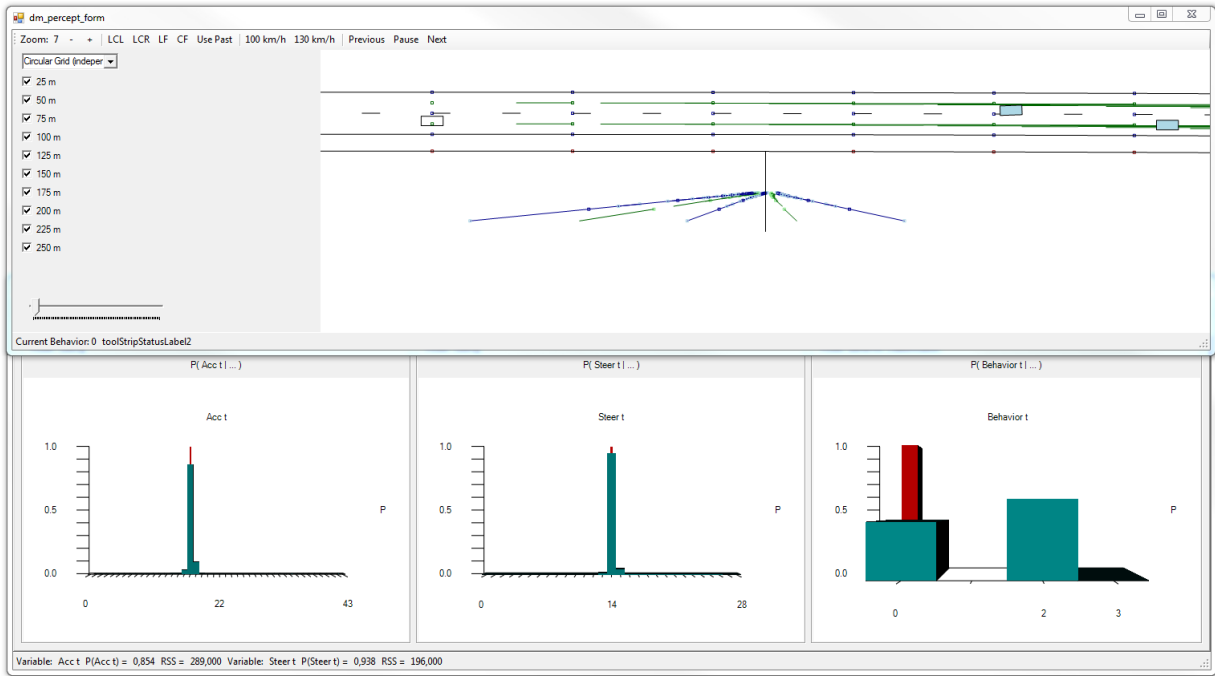 dm_percept_form
Zoom: 7 - + LCL LCR LF CF Use Past 100 km/h 130 km/h Previous Pause Next
Circular Grid (indeper
25 m
50 m
75 m
100 m
125 m
150 m
175 m
200 m
225 m
250 m
Current Behavior: 0 toolStripStatusLabel2
P( Acc t | ... ) P( Steer t | ... ) P( Behavior t | ... )
Acc t Steer t Behavior t
1.0 1.0 1.0
0.5 P 0.5 P 0.5 P
0.0 0.0 0.0
0 22 43 0 14 28 0 2 3
Variable: Acc t P(Acc t) = 0,854 RSS = 289,000 Variable: Steer t P(Steer t) = 0,938 RSS = 196,000